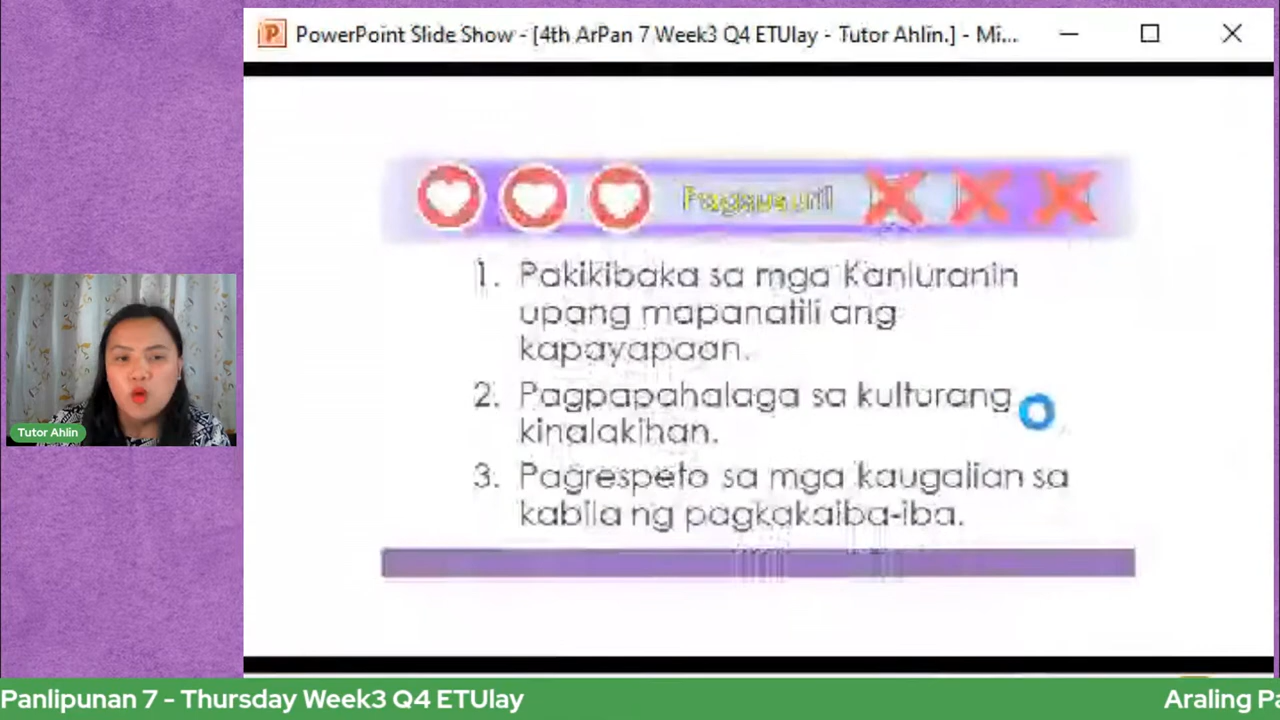 PowerPoint Slide Show - [4th ArPan 7 Week3 Q4 ETUlay - Tutor Ahlin.] - Mi...
Pagsusuri!
1. Pakikibaka sa mga Kanluranin
upang mapanatili ang
kapayapaan.
2. Pagpapahalaga sa kulturang
kinalakihan.
3. Pagrespeto sa mga kaugalian sa
kabila ng pagkakaiba-iba.
Tutor Ahlin
Panlipunan 7 - Thursday Week3 Q4 ETUlay
Araling Pa